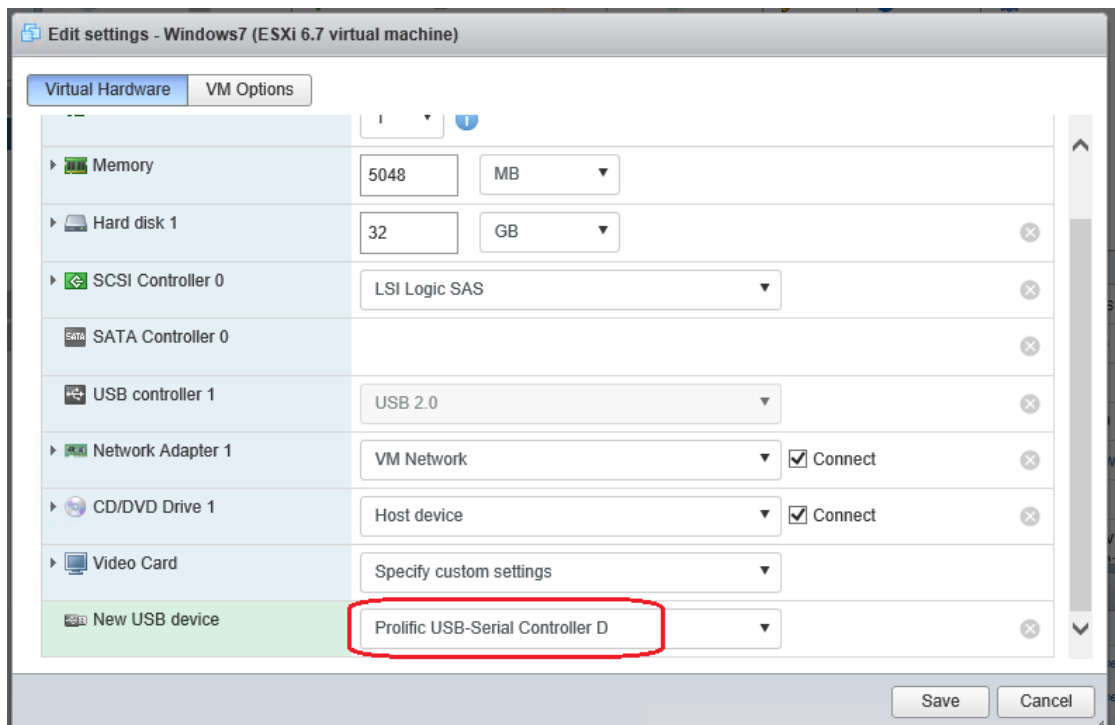 Edit settings - Windows7 (ESXi 6.7 virtual machine)
Virtual Hardware VM Options
Memory 5048 MB
Hard disk 1 32 GB
SCSI Controller 0 LSI Logic SAS
SATA SATA Controller 0
USB controller 1 USB 2.0
Network Adapter 1 VM Network Connect
CD/DVD Drive 1 Host device Connect
Video Card Specify custom settings
New USB device Prolific USB-Serial Controller D
Save Cancel